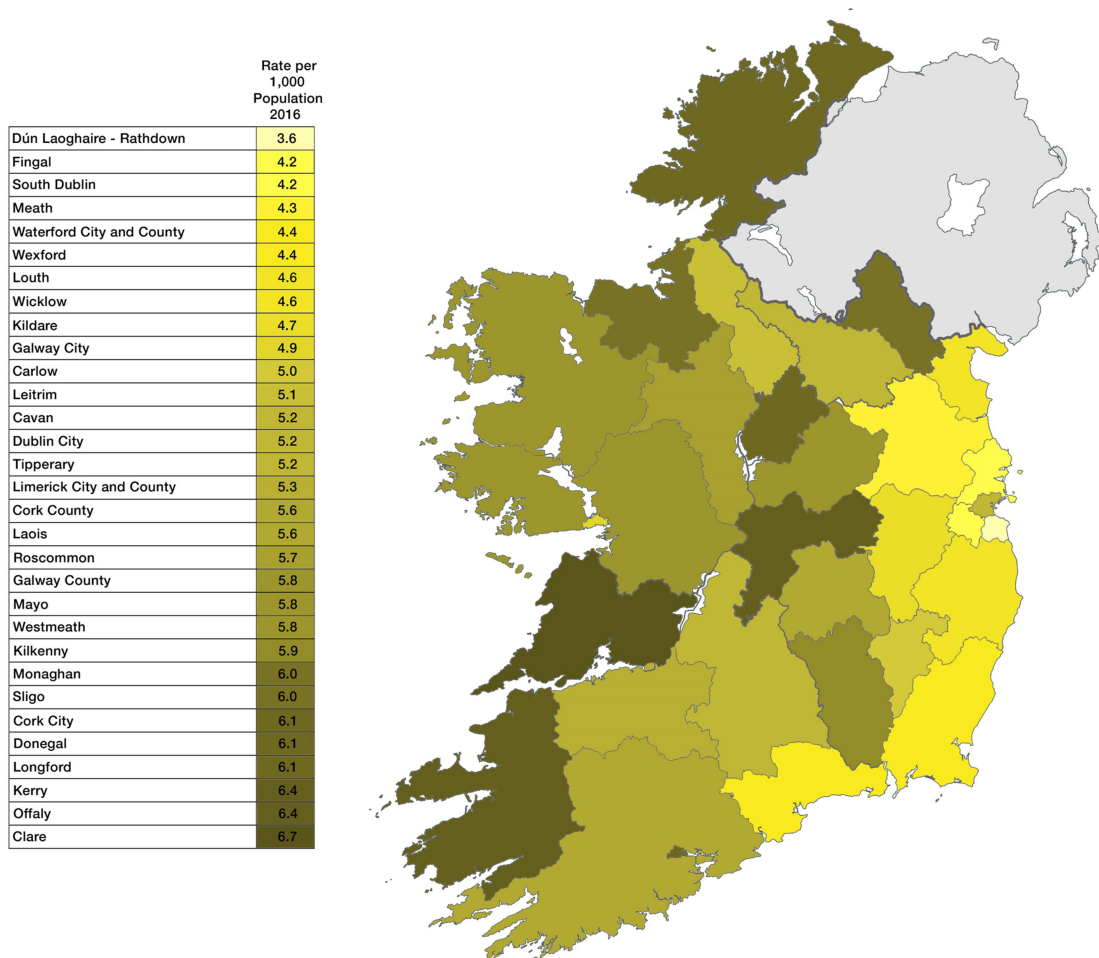 Rate per
1,000
Population
2016
Dún Laoghaire - Rathdown 3.6
Fingal 4.2
South Dublin 4.2
Meath 4.3
Waterford City and County 4.4
Wexford 4.4
Louth 4.6
Wicklow 4.6
Kildare 4.7
Galway City 4.9
Carlow 5.0
Leitrim 5.1
Cavan 5.2
Dublin City 5.2
Tipperary 5.2
Limerick City and County 5.3
Cork County 5.6
Laois 5.6
Roscommon 5.7
Galway County 5.8
Mayo 5.8
Westmeath 5.8
Kilkenny 5.9
Monaghan 6.0
Sligo 6.0
Cork City 6.1
Donegal 6.1
Longford 6.1
Kerry 6.4
Offaly 6.4
Clare 6.7